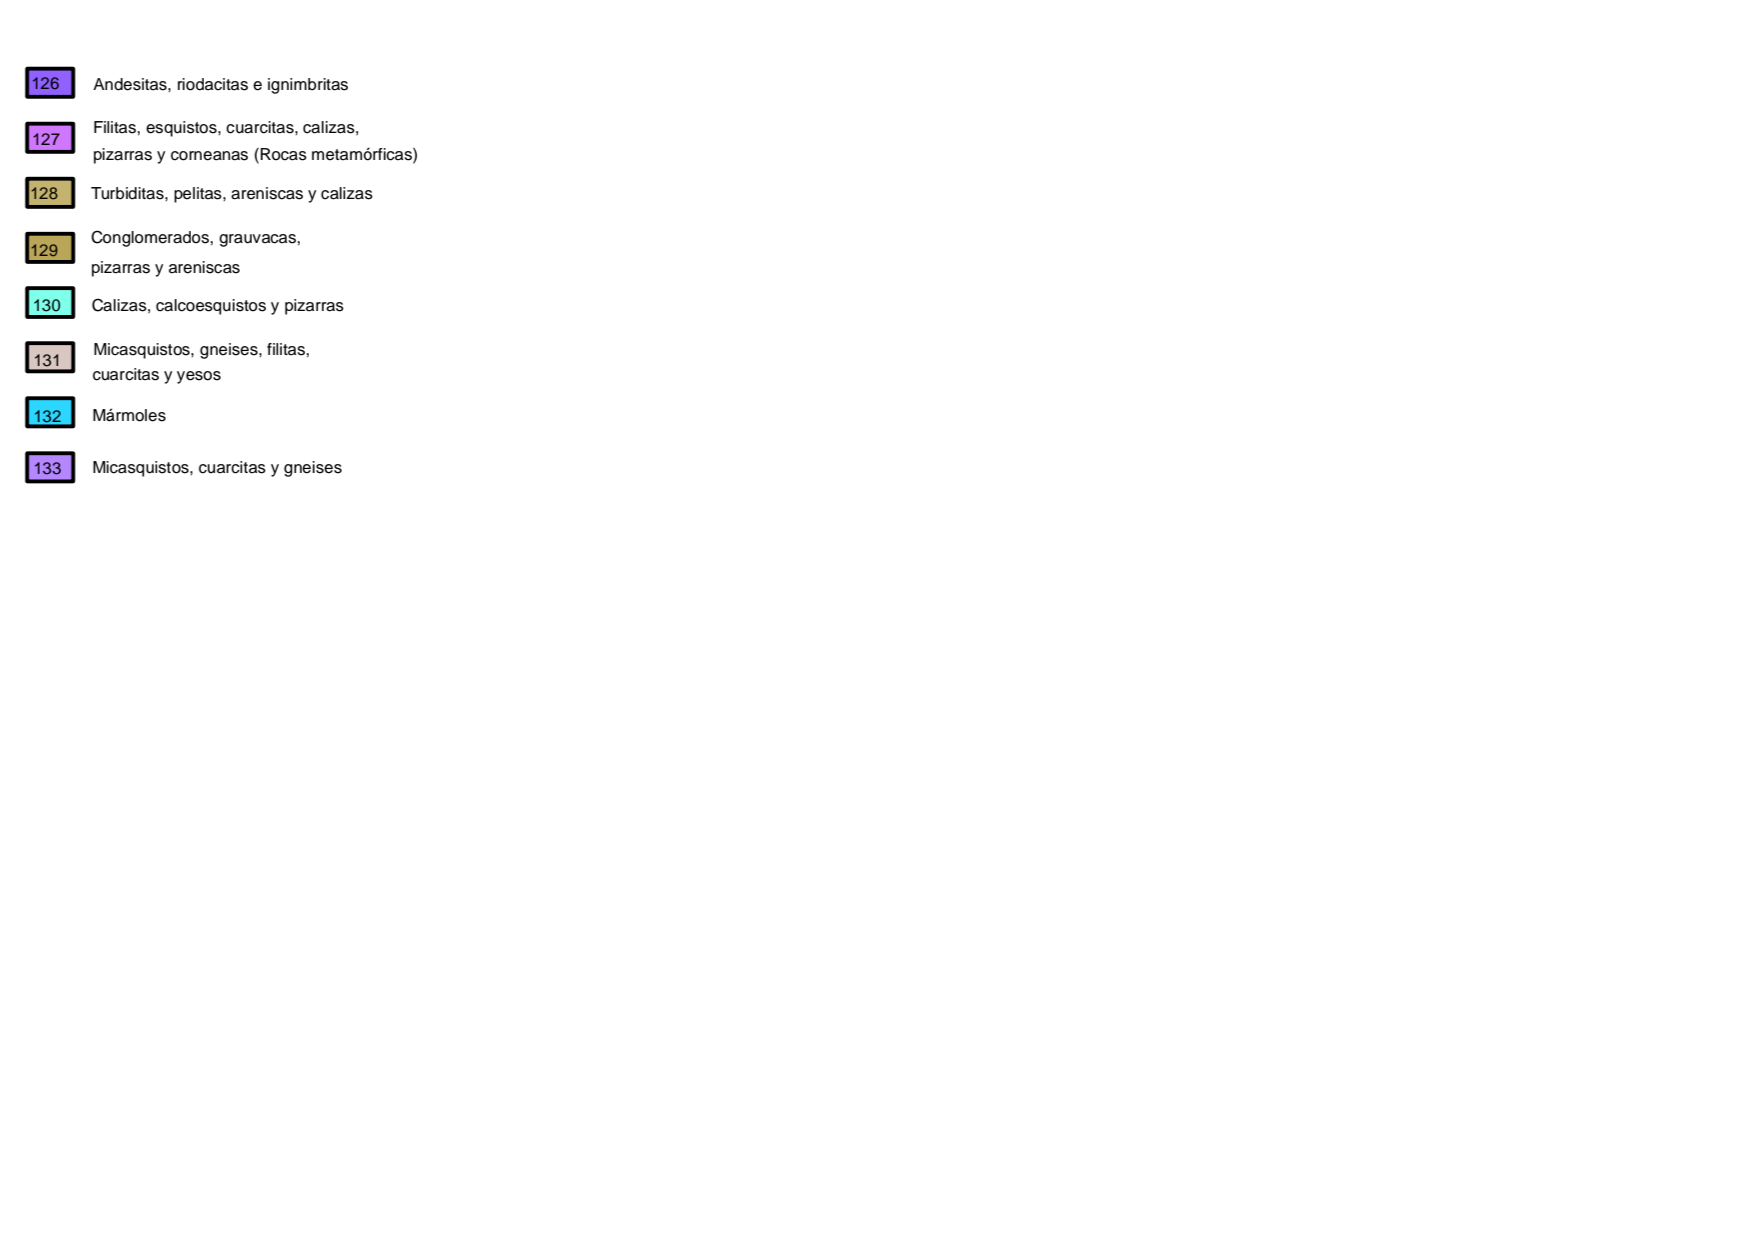 126 Andesitas, riodacitas e ignimbritas
127 Filitas, esquistos, cuarcitas, calizas,
pizarras y corneanas (Rocas metamórficas)
128 Turbiditas, pelitas, areniscas y calizas
129 Conglomerados, grauvacas,
pizarras y areniscas
130 Calizas, calcoesquistos y pizarras
131 Micasquistos, gneises, filitas,
cuarcitas y yesos
132 Mármoles
133 Micasquistos, cuarcitas y gneises